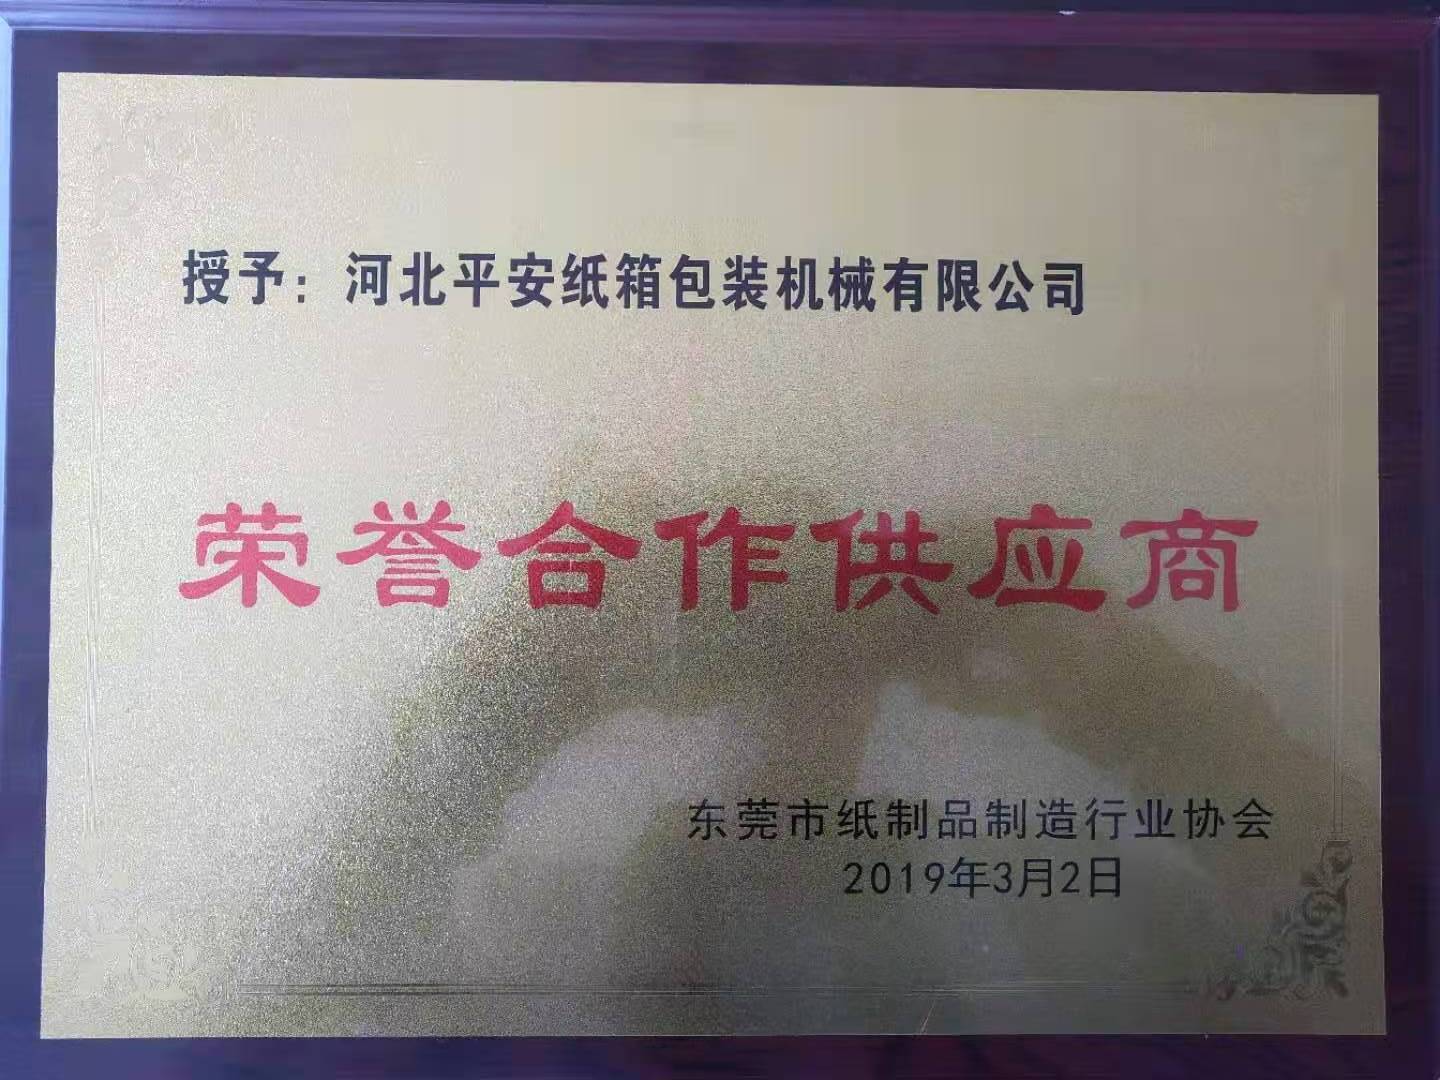 授予：河北平安纸箱包装机械有限公司
荣誉合作供应商
东莞市纸制品制造行业协会
2019年3月2日